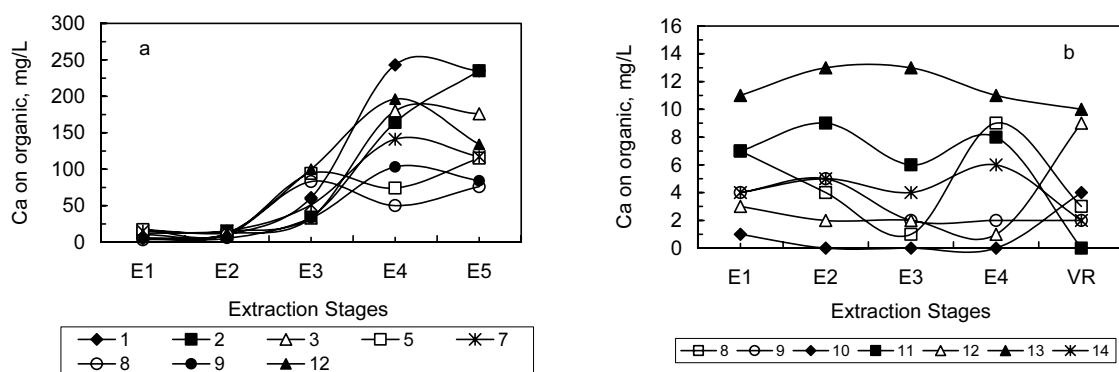 300
250
200
150
100
50
0
Ca on organic, mg/L
a
E1 E2 E3 E4 E5
Extraction Stages
1 2 3 5 7
8 9 12
16
14
12
10
8
6
4
2
0
Ca on organic, mg/L
b
E1 E2 E3 E4 VR
Extraction Stages
8 9 10 11 12 13 14